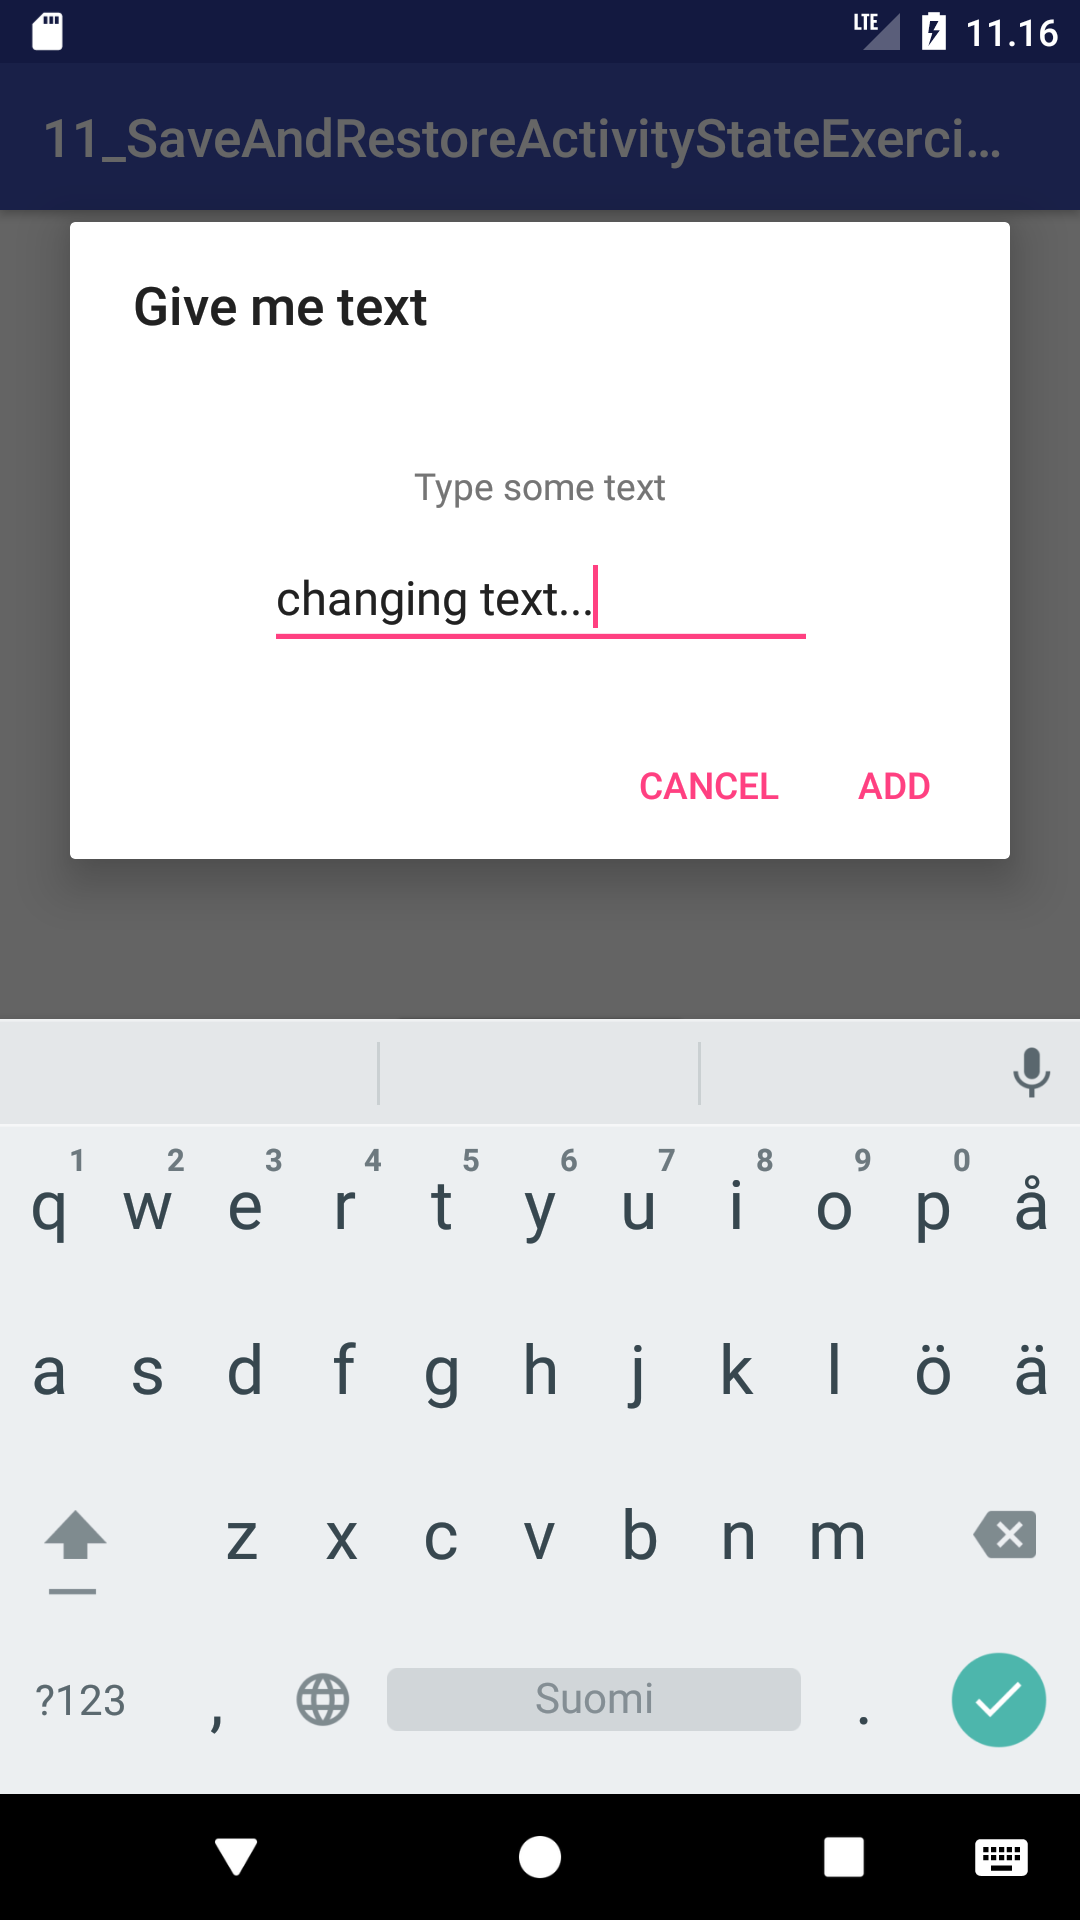 LTE 11.16
11_SaveAndRestoreActivityStateExerci...
Give me text
Type some text
changing text...
CANCEL ADD
1 2 3 4 5 6 7 8 9 0
q w e r t y u i o p å
a s d f g h j k l ö ä
z x c v b n m
?123 , Suomi .